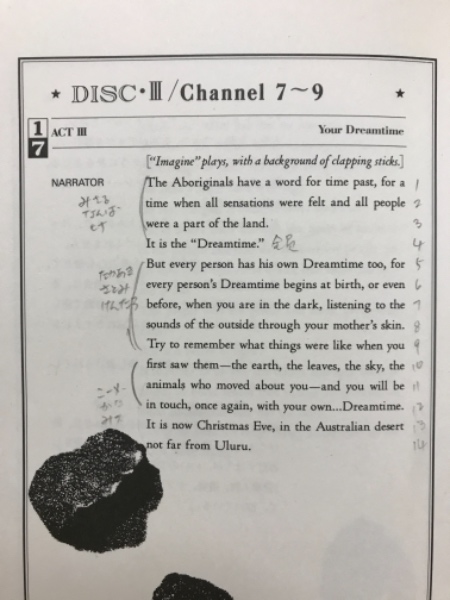 ★ DISC・Ⅲ/Channel 7～9 ★
1
7
ACT Ⅲ Your Dreamtime
["Imagine" plays, with a background of clapping sticks.]
NARRATOR The Aboriginals have a word for time past, for a 1
time when all sensations were felt and all people 2
were a part of the land. 3
It is the "Dreamtime." 全員 4
But every person has his own Dreamtime too, for 5
every person's Dreamtime begins at birth, or even 6
before, when you are in the dark, listening to the 7
sounds of the outside through your mother's skin. 8
Try to remember what things were like when you 9
first saw them—the earth, the leaves, the sky, the 10
animals who moved about you—and you will be 11
in touch, once again, with your own...Dreamtime. 12
It is now Christmas Eve, in the Australian desert 13
not far from Uluru. 14